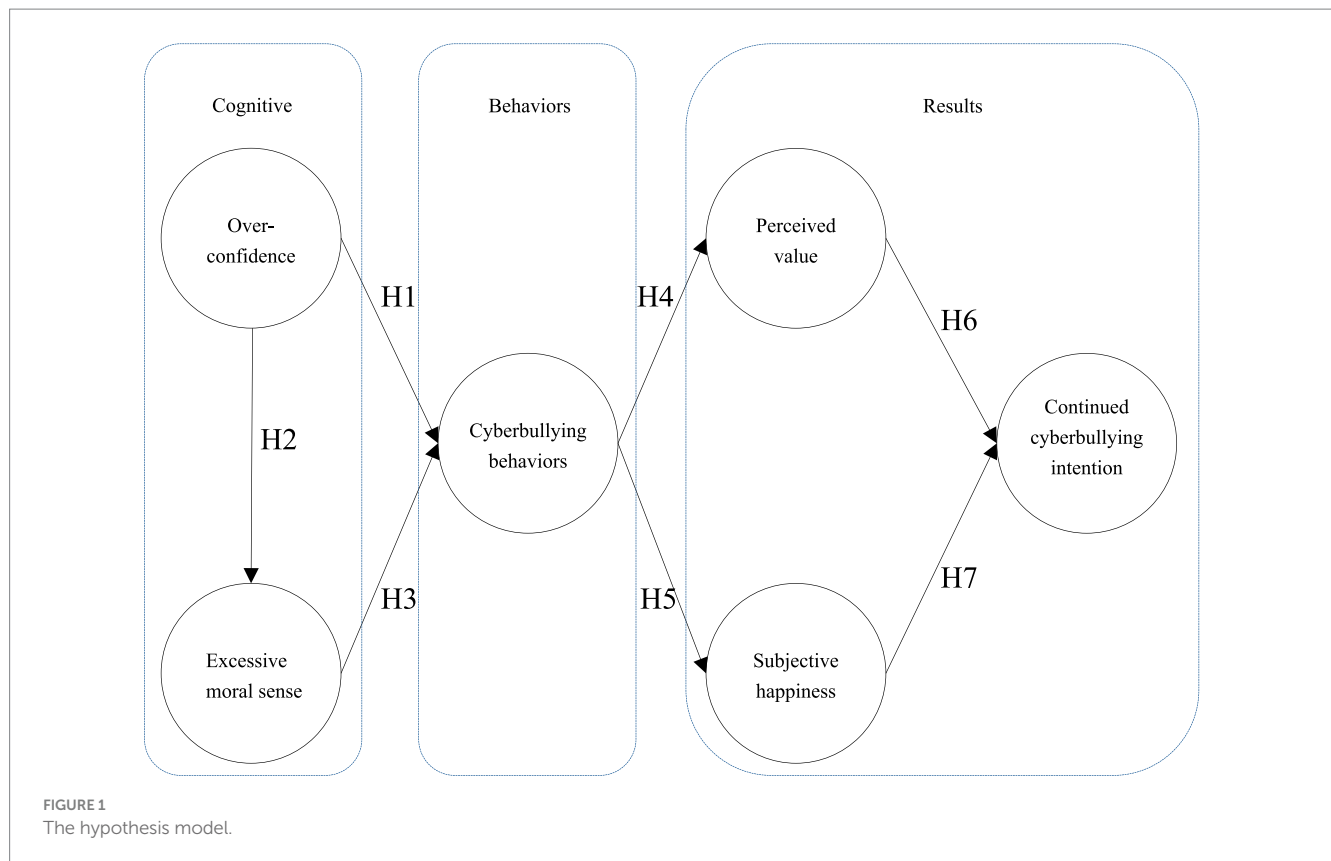 Cognitive
Behaviors
Results
Over-
confidence
Perceived
value
H1
H4
H6
Cyberbullying
behaviors
Continued
cyberbullying
intention
H2
H3
H5
H7
Excessive
moral sense
Subjective
happiness
FIGURE 1
The hypothesis model.